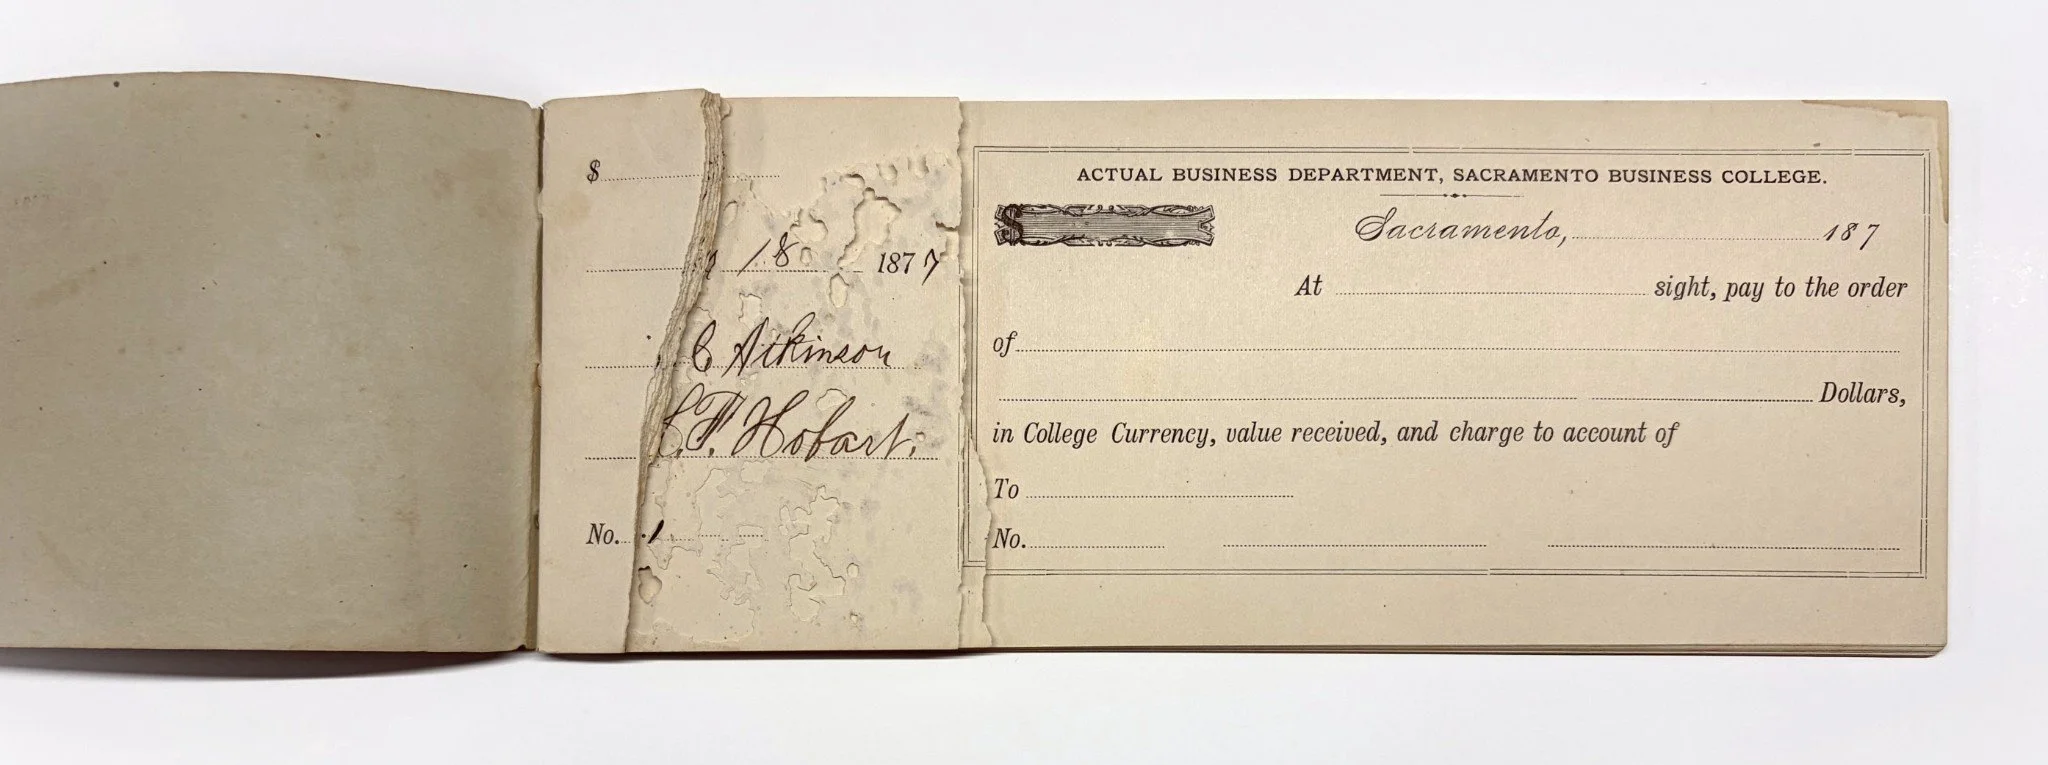 $
18 1877
C Atkinson
C.F. Hobart.
No. 1
ACTUAL BUSINESS DEPARTMENT, SACRAMENTO BUSINESS COLLEGE.
$
Sacramento, 187
At sight, pay to the order
of
Dollars,
in College Currency, value received, and charge to account of
To
No.